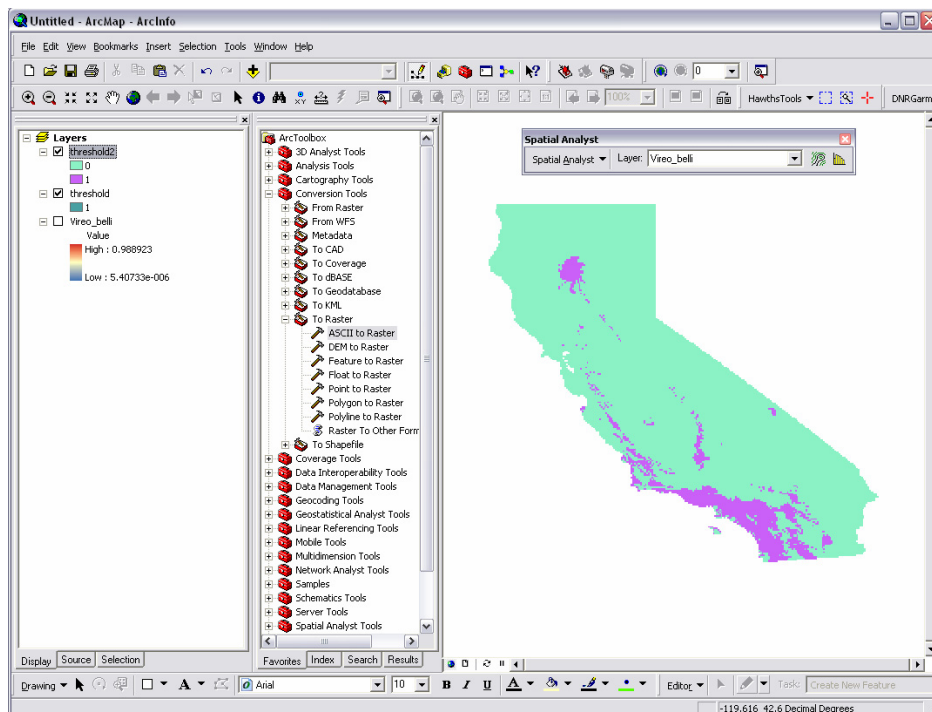 Untitled - ArcMap - ArcInfo
File Edit View Bookmarks Insert Selection Tools Window Help
0
100% HawthsTools DNRGarm
Layers
threshold2
0
1
threshold
1
Vireo_belli
Value
High : 0.988923
Low : 5.40733e-006
Display Source Selection
ArcToolbox
3D Analyst Tools
Analysis Tools
Cartography Tools
Conversion Tools
From Raster
From WFS
Metadata
To CAD
To Coverage
To dBASE
To Geodatabase
To KML
To Raster
ASCII to Raster
DEM to Raster
Feature to Raster
Float to Raster
Point to Raster
Polygon to Raster
Polyline to Raster
Raster To Other Form
To Shapefile
Coverage Tools
Data Interoperability Tools
Data Management Tools
Geocoding Tools
Geostatistical Analyst Tools
Linear Referencing Tools
Mobile Tools
Multidimension Tools
Network Analyst Tools
Samples
Schematics Tools
Server Tools
Spatial Analyst Tools
Favorites Index Search Results
Spatial Analyst
Spatial Analyst Layer: Vireo_belli
Drawing A Arial 10 B I U A Editor Task: Create New Feature
-119.616 42.6 Decimal Degrees